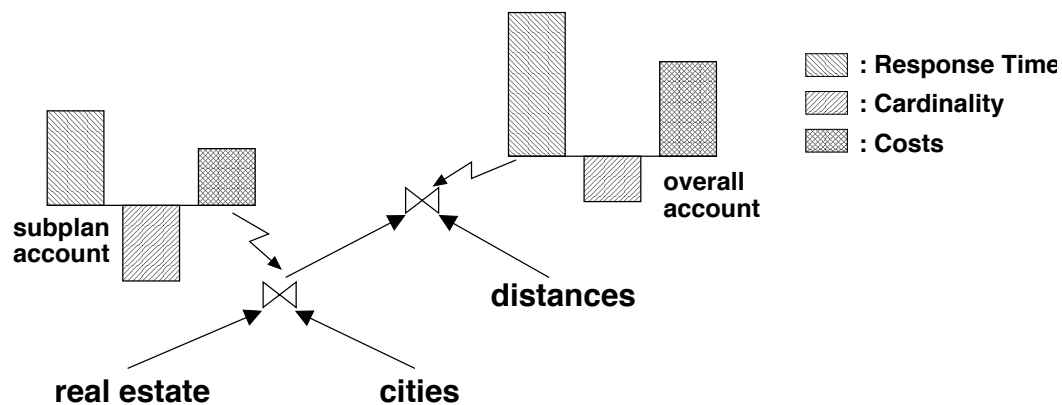 : Response Time
: Cardinality
: Costs
overall
account
subplan
account
distances
real estate
cities